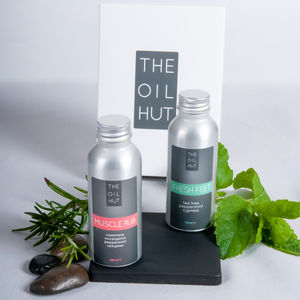 THE
OIL
HUT
THE
OIL
HUT
MUSCLE RUB
rosemary
eucalyptus
peppermint
camphor
THE
OIL
HUT
FRESH FEET
tea tree
peppermint
cypress